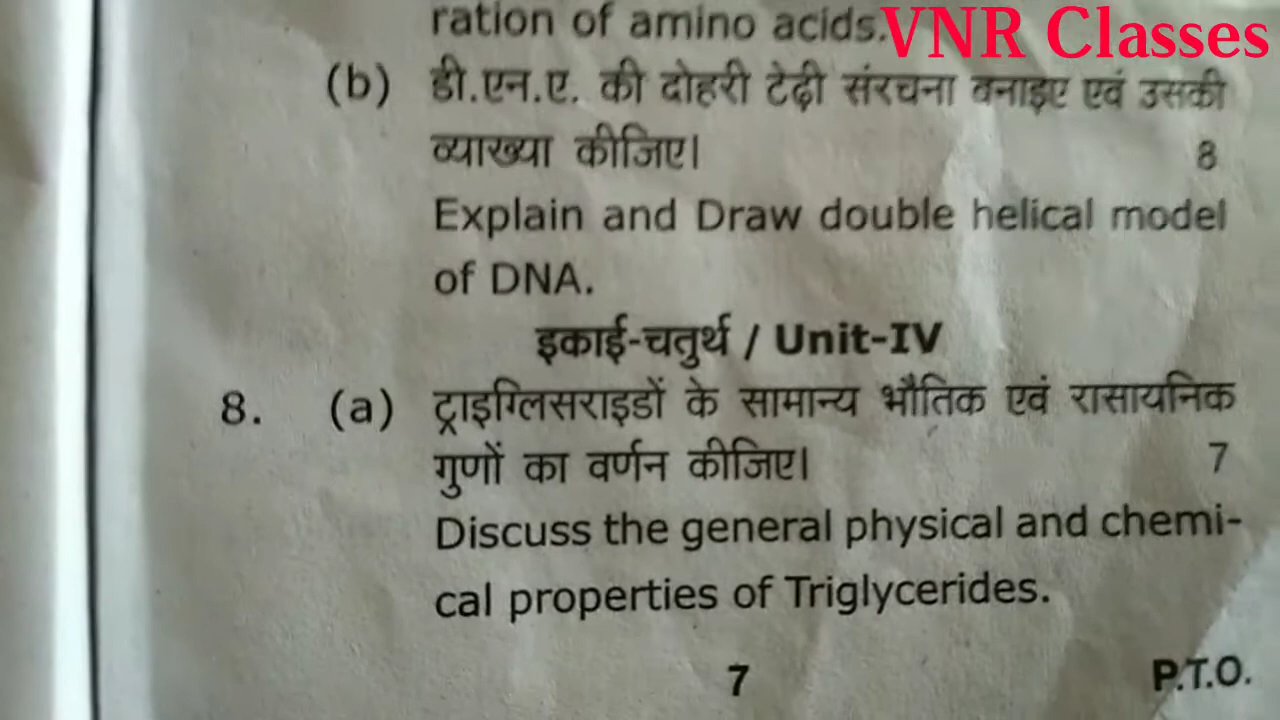 ration of amino acids.
VNR Classes
(b) डी.एन.ए. की दोहरी टेढ़ी संरचना वनाइए एवं उसकी
व्याख्या कीजिए। 8
Explain and Draw double helical model
of DNA.
इकाई-चतुर्थ / Unit-IV
8. (a) ट्राइग्लिसराइडों के सामान्य भौतिक एवं रासायनिक
गुणों का वर्णन कीजिए। 7
Discuss the general physical and chemi-
cal properties of Triglycerides.
7 P.T.O.